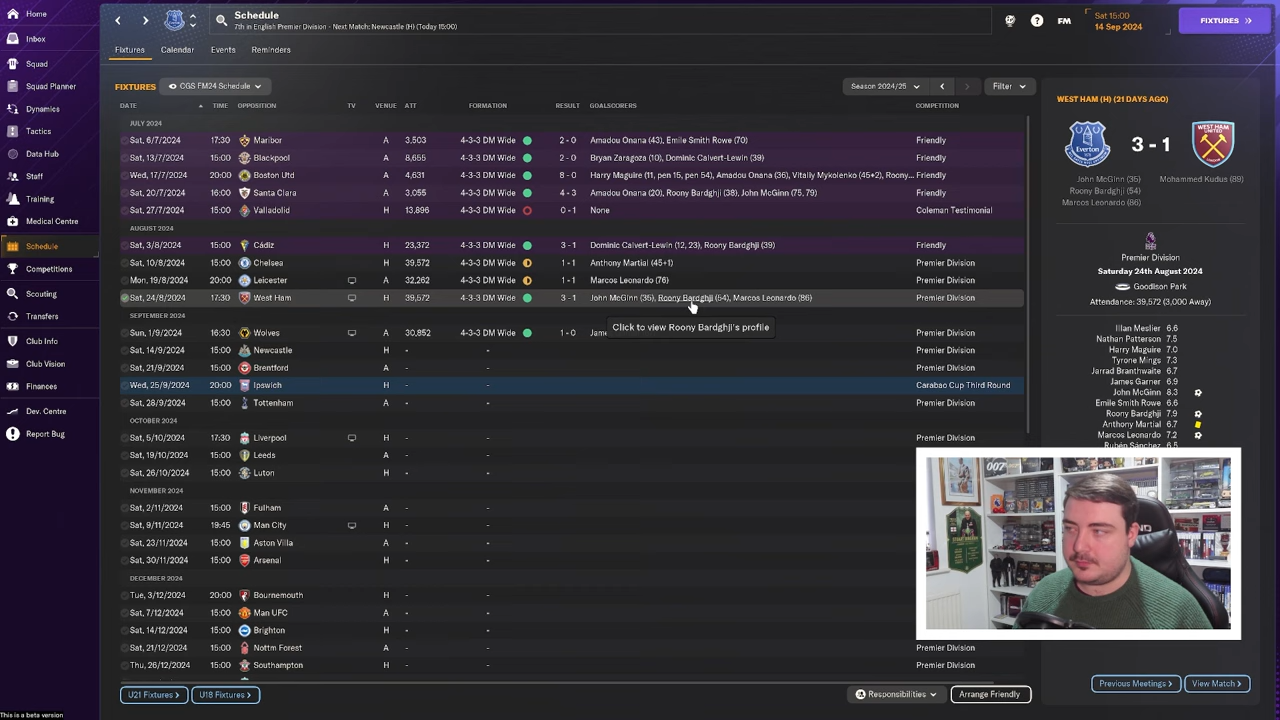 Home
Inbox
Squad
Squad Planner
Dynamics
Tactics
Data Hub
Staff
Training
Medical Centre
Schedule
Competitions
Scouting
Transfers
Club Info
Club Vision
Finances
Dev. Centre
Report Bug
This is a beta version
Schedule
7th in English Premier Division - Next Match: Newcastle (H) (Today 15:00)
FM
Sat 15:00
14 Sep 2024
FIXTURES
Fixtures Calendar Events Reminders
FIXTURES CGS FM24 Schedule Season 2024/25 Filter
DATE TIME OPPOSITION TV VENUE ATT FORMATION RESULT GOALSCORERS COMPETITION
JULY 2024
Sat, 6/7/2024 17:30 Maribor A 3,503 4-3-3 DM Wide 2 - 0 Amadou Onana (43), Emile Smith Rowe (70) Friendly
Sat, 13/7/2024 15:00 Blackpool A 8,655 4-3-3 DM Wide 2 - 0 Bryan Zaragoza (10), Dominic Calvert-Lewin (39) Friendly
Wed, 17/7/2024 20:00 Boston Utd A 4,631 4-3-3 DM Wide 8 - 0 Harry Maguire (11, pen 15, pen 54), Amadou Onana (36), Vitaliy Mykolenko (45+2), Roony... Friendly
Sat, 20/7/2024 16:00 Santa Clara A 3,055 4-3-3 DM Wide 4 - 3 Amadou Onana (20), Roony Bardghji (38), John McGinn (75, 79) Friendly
Sat, 27/7/2024 15:00 Valladolid H 13,896 4-3-3 DM Wide 0 - 1 None Coleman Testimonial
AUGUST 2024
Sat, 3/8/2024 15:00 Cádiz H 23,372 4-3-3 DM Wide 3 - 1 Dominic Calvert-Lewin (12, 23), Roony Bardghji (39) Friendly
Sat, 10/8/2024 15:00 Chelsea H 39,572 4-3-3 DM Wide 1 - 1 Anthony Martial (45+1) Premier Division
Mon, 19/8/2024 20:00 Leicester A 32,262 4-3-3 DM Wide 1 - 1 Marcos Leonardo (76) Premier Division
Sat, 24/8/2024 17:30 West Ham H 39,572 4-3-3 DM Wide 3 - 1 John McGinn (35), Roony Bardghji (54), Marcos Leonardo (86) Premier Division
SEPTEMBER 2024
Click to view Roony Bardghji's profile
Sun, 1/9/2024 16:30 Wolves A 30,852 4-3-3 DM Wide 1 - 0 Premier Division
Sat, 14/9/2024 15:00 Newcastle H - - Premier Division
Sat, 21/9/2024 15:00 Brentford A - - Premier Division
Wed, 25/9/2024 20:00 Ipswich H - - Carabao Cup Third Round
Sat, 28/9/2024 15:00 Tottenham A - - Premier Division
OCTOBER 2024
Sat, 5/10/2024 17:30 Liverpool H - - Premier Division
Sat, 19/10/2024 15:00 Leeds A - - Premier Division
Sat, 26/10/2024 15:00 Luton H - - Premier Division
NOVEMBER 2024
Sat, 2/11/2024 15:00 Fulham A - -
Sat, 9/11/2024 19:45 Man City H - -
Sat, 23/11/2024 15:00 Aston Villa A - -
Sat, 30/11/2024 15:00 Arsenal H - -
DECEMBER 2024
Tue, 3/12/2024 20:00 Bournemouth H - -
Sat, 7/12/2024 15:00 Man UFC A - -
Sat, 14/12/2024 15:00 Brighton H - -
Sat, 21/12/2024 15:00 Nottm Forest A - - Premier Division
Thu, 26/12/2024 15:00 Southampton H - - Premier Division
U21 Fixtures > U18 Fixtures > Responsibilities Arrange Friendly
WEST HAM (H) (21 DAYS AGO)
3 - 1
John McGinn (35)
Roony Bardghji (54)
Marcos Leonardo (86)
Mohammed Kudus (89)
Premier Division
Saturday 24th August 2024
Goodison Park
Attendance: 39,572 (3,000 Away)
Illan Meslier 6.6
Nathan Patterson 7.5
Harry Maguire 7.0
Tyrone Mings 7.3
Jarrad Branthwaite 6.7
James Garner 6.9
John McGinn 8.3
Emile Smith Rowe 6.6
Roony Bardghji 7.9
Anthony Martial 6.7
Marcos Leonardo 7.2
Rubén Sánchez 6.5
007
Previous Meetings > View Match >